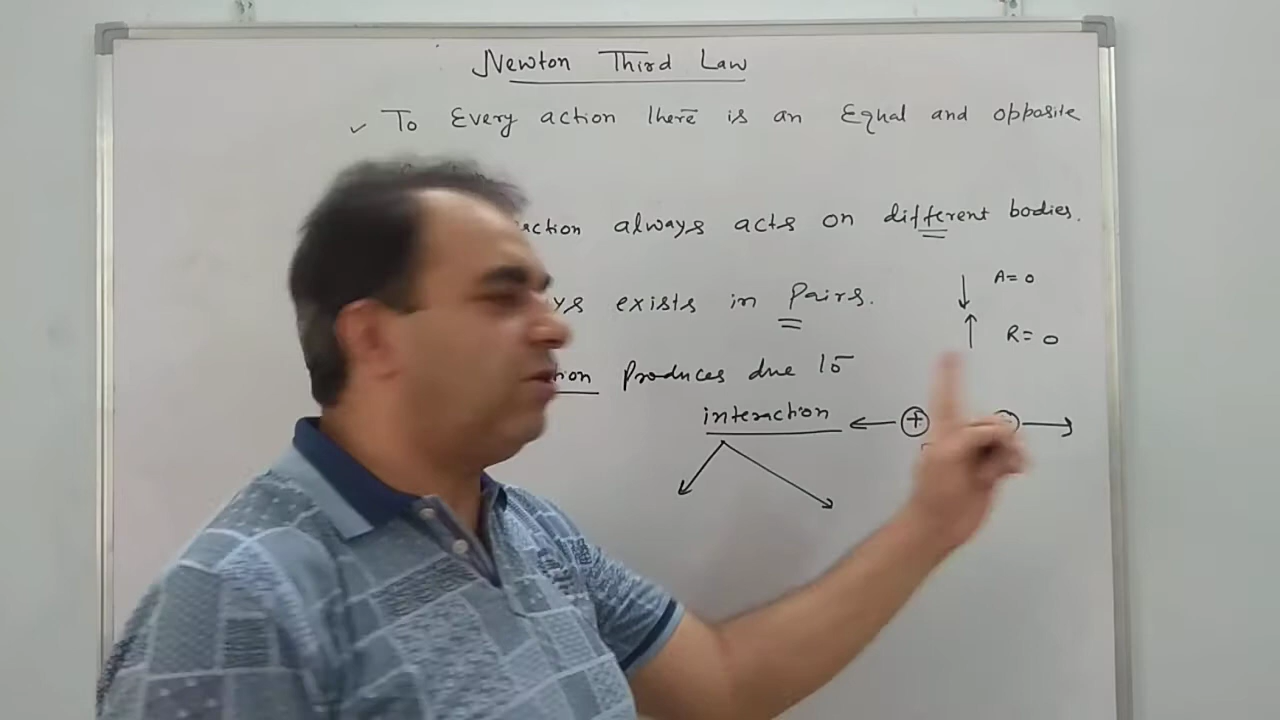 Newton Third Law
✓ To Every action there is an Equal and opposite
action always acts on different bodies.
exists in Pairs.
A = 0
R = 0
Produces due to
interaction
+